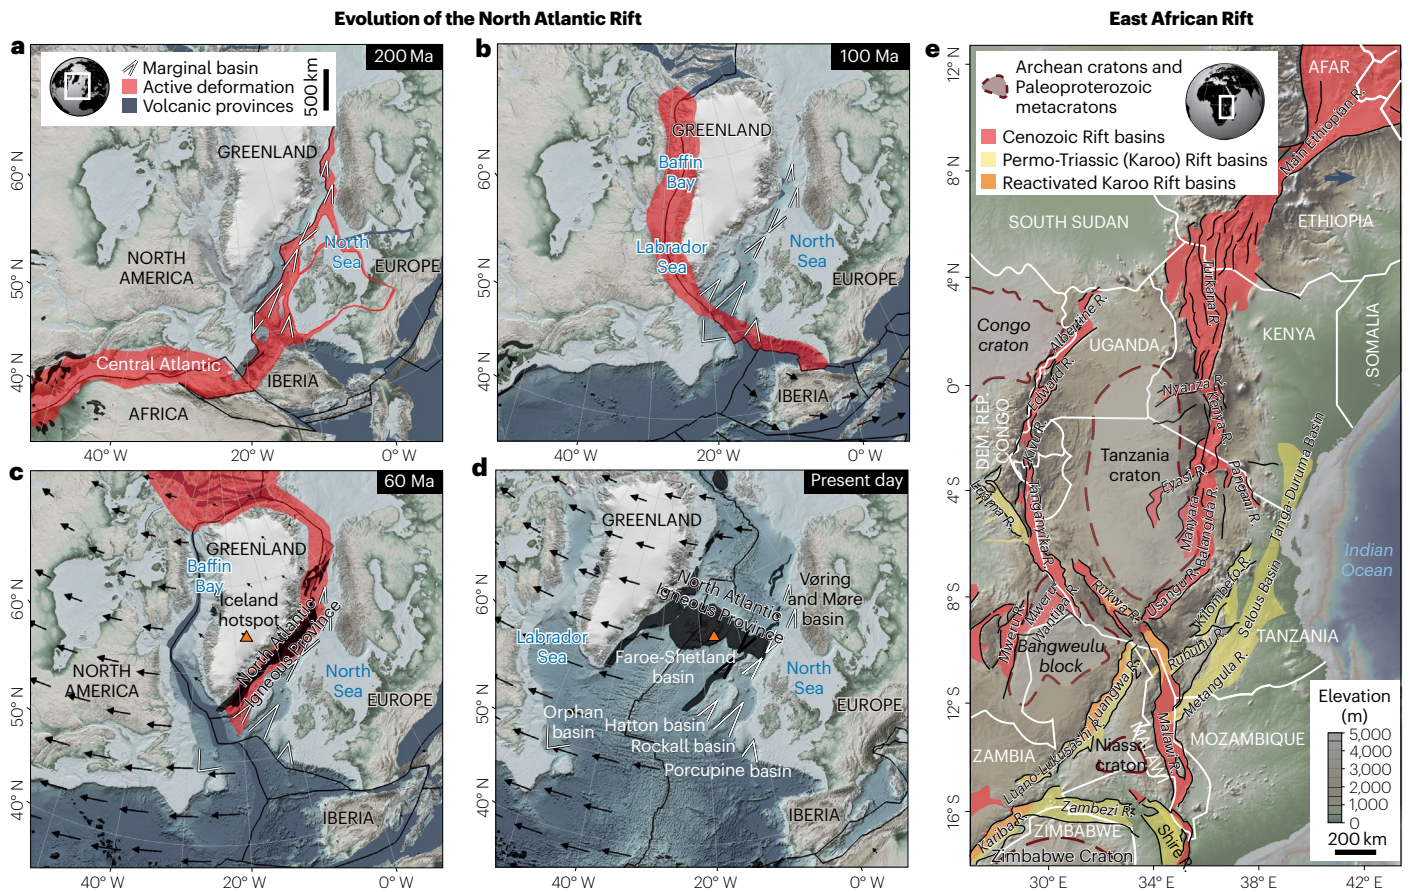 Evolution of the North Atlantic Rift
East African Rift
a
200 Ma
Marginal basin
Active deformation
Volcanic provinces
500 km
GREENLAND
North
Sea
NORTH
AMERICA
EUROPE
Central Atlantic
IBERIA
AFRICA
60° N
50° N
40° N
40° W
20° W
0° W
b
100 Ma
GREENLAND
Baffin
Bay
Labrador
Sea
North
Sea
EUROPE
IBERIA
60° N
50° N
40° N
40° W
20° W
0° W
c
60 Ma
GREENLAND
Baffin
Bay
Iceland
hotspot
North Atlantic
Igneous Province
NORTH
AMERICA
North
Sea
EUROPE
IBERIA
60° N
50° N
40° N
40° W
20° W
0° W
d
Present day
GREENLAND
North Atlantic
Igneous Province
Vøring
and Møre
basin
Labrador
Sea
Faroe-Shetland
basin
North
Sea
Orphan
basin
Hatton basin
Rockall basin
Porcupine basin
EUROPE
IBERIA
60° N
50° N
40° N
40° W
20° W
0° W
e
Archean cratons and
Paleoproterozoic
metacratons
Cenozoic Rift basins
Permo-Triassic (Karoo) Rift basins
Reactivated Karoo Rift basins
AFAR
Main Ethiopian R.
SOUTH SUDAN
ETHIOPIA
Turkana R.
Congo
craton
Albertine R.
UGANDA
KENYA
SOMALIA
Edward R.
Nyanza R.
Kenya R.
DEM. REP.
CONGO
Kivu R.
Tanzania
craton
Eyasi R.
Pangani R.
Manyara
Balangida R.
Tanga-Duruma Basin
Tanganyika R.
Indian
Ocean
Rukwa R.
Usangu R.
Kilombero R.
Selous Basin
TANZANIA
Mweru R.
Mweru-
Wantipa R.
Bangweulu
block
Ruhuhu R.
Metangula R.
Luangwa R.
Malawi R.
MALAWI
MOZAMBIQUE
ZAMBIA
Niassa
craton
Luano-Lukusashi R.
Zambezi R.
Shire R.
Kariba R.
ZIMBABWE
Zimbabwe Craton
Elevation
(m)
5,000
4,000
3,000
2,000
1,000
0
200 km
12° N
8° N
4° N
0°
4° S
8° S
12° S
16° S
30° E
34° E
38° E
42° E